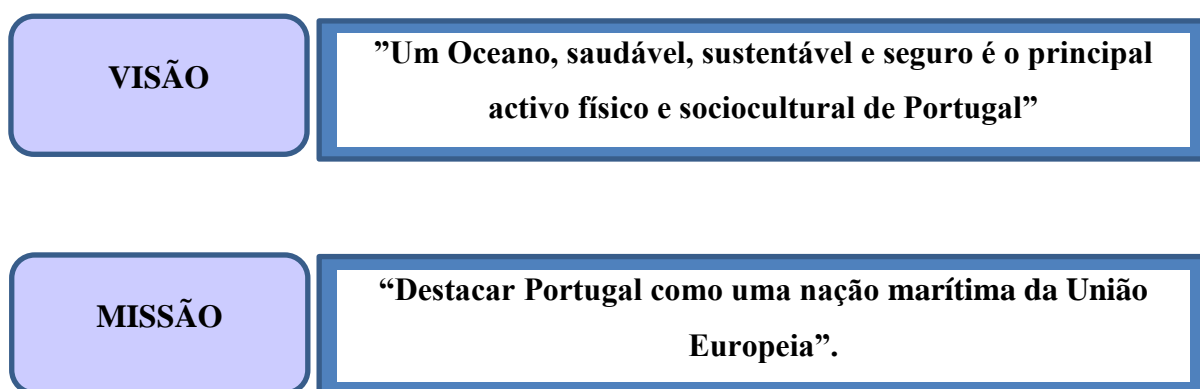 VISÃO
”Um Oceano, saudável, sustentável e seguro é o principal
activo físico e sociocultural de Portugal”
MISSÃO
“Destacar Portugal como uma nação marítima da União
Europeia”.